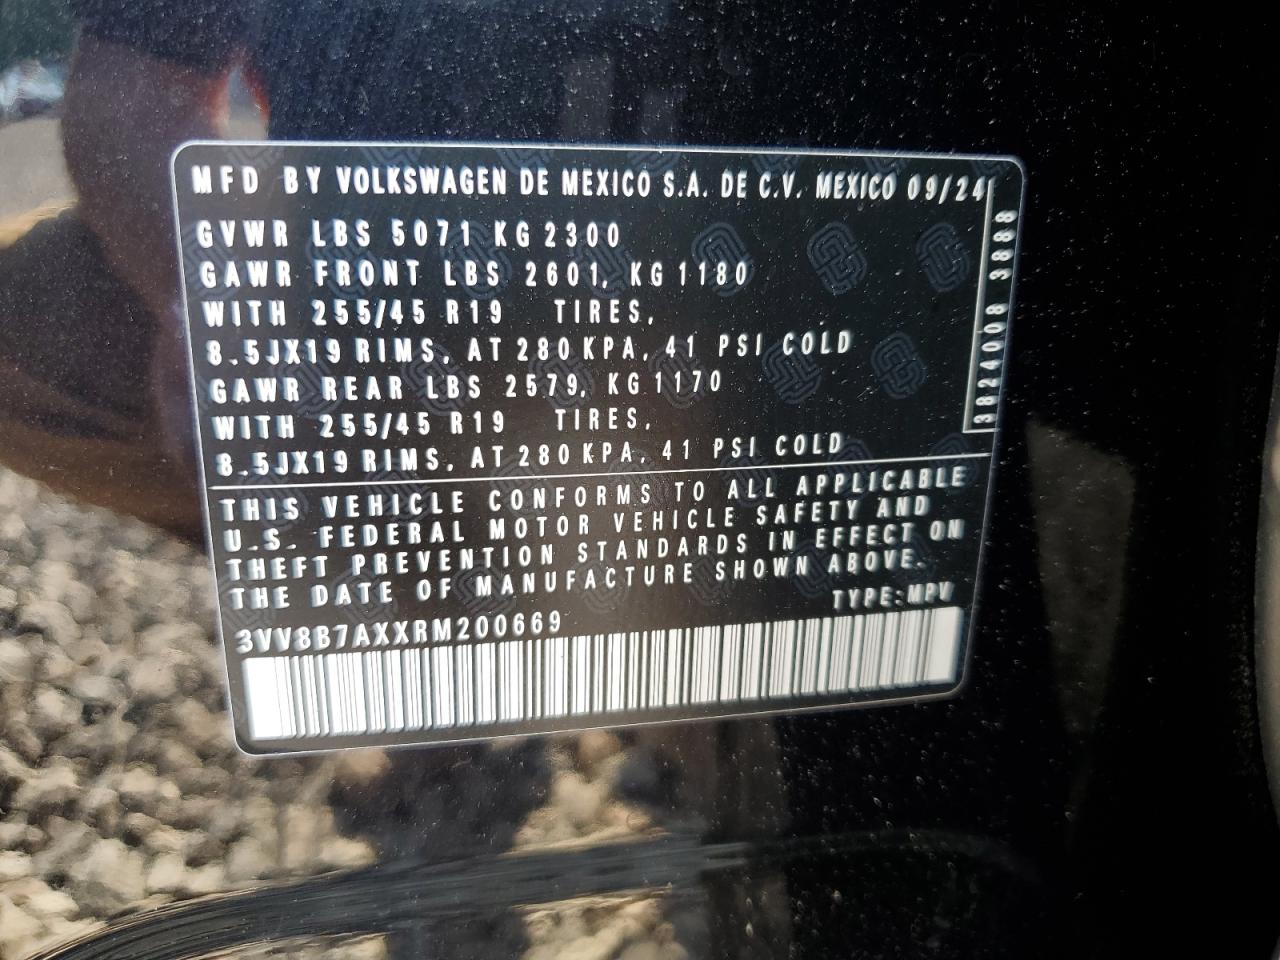 MFD BY VOLKSWAGEN DE MEXICO S.A. DE C.V. MEXICO 09/24
GVWR LBS 5071 KG 2300
GAWR FRONT LBS 2601, KG 1180
WITH 255/45 R19 TIRES,
8.5JX19 RIMS, AT 280 KPA, 41 PSI COLD
GAWR REAR LBS 2579, KG 1170
WITH 255/45 R19 TIRES,
8.5JX19 RIMS, AT 280 KPA, 41 PSI COLD
3824008 3888
THIS VEHICLE CONFORMS TO ALL APPLICABLE
U.S. FEDERAL MOTOR VEHICLE SAFETY AND
THEFT PREVENTION STANDARDS IN EFFECT ON
THE DATE OF MANUFACTURE SHOWN ABOVE.
TYPE:MPV
3VV8B7AXXRM200669